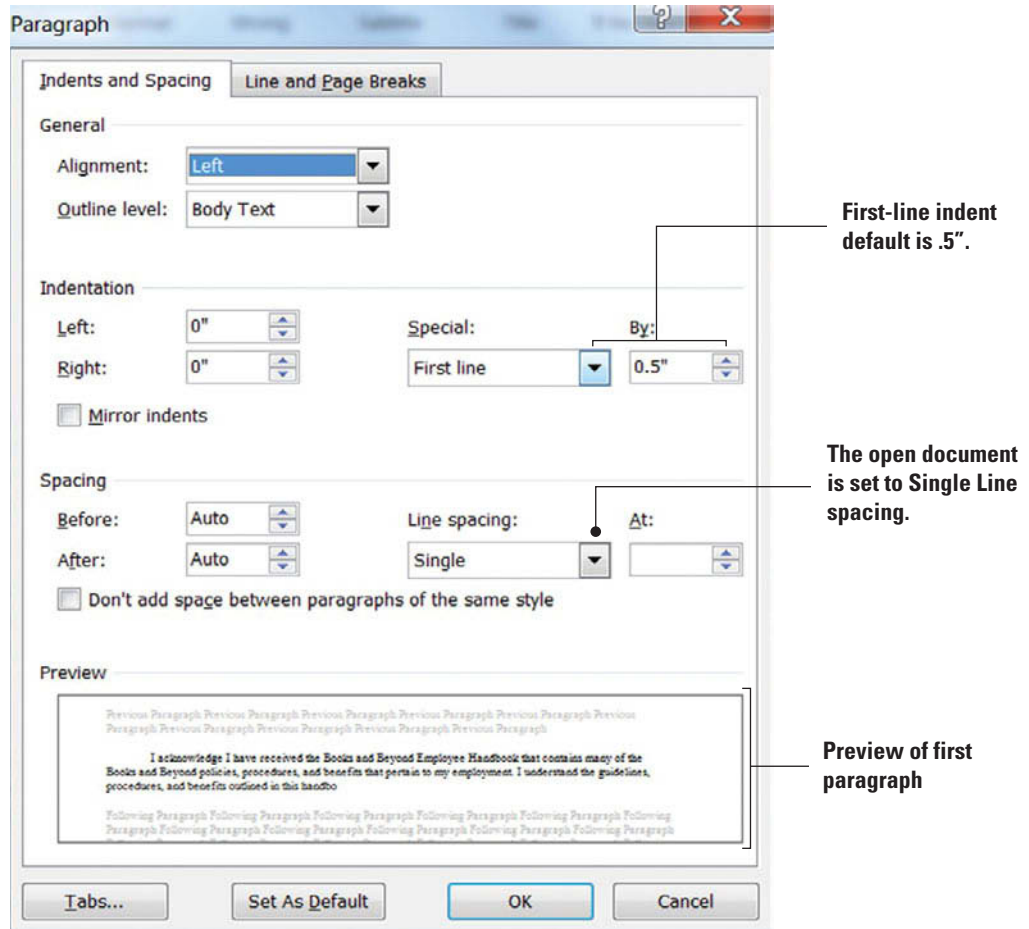 Paragraph
Indents and Spacing
Line and Page Breaks
General
Alignment:
Left
Outline level:
Body Text
First-line indent
default is .5″.
Indentation
Left:
0"
Special:
By:
Right:
0"
First line
0.5"
Mirror indents
The open document
is set to Single Line
spacing.
Spacing
Before:
Auto
Line spacing:
At:
After:
Auto
Single
Don't add space between paragraphs of the same style
Preview
Previous Paragraph Previous Paragraph Previous Paragraph Previous Paragraph Previous Paragraph Previous
Paragraph Previous Paragraph Previous Paragraph Previous Paragraph Previous Paragraph
I acknowledge I have received the Books and Beyond Employee Handbook that contains many of the
Books and Beyond policies, procedures, and benefits that pertain to my employment. I understand the guidelines,
procedures, and benefits outlined in this handbo
Following Paragraph Following Paragraph Following Paragraph Following Paragraph Following Paragraph Following
Paragraph Following Paragraph Following Paragraph Following Paragraph Following Paragraph Following Paragraph
Preview of first
paragraph
Tabs...
Set As Default
OK
Cancel